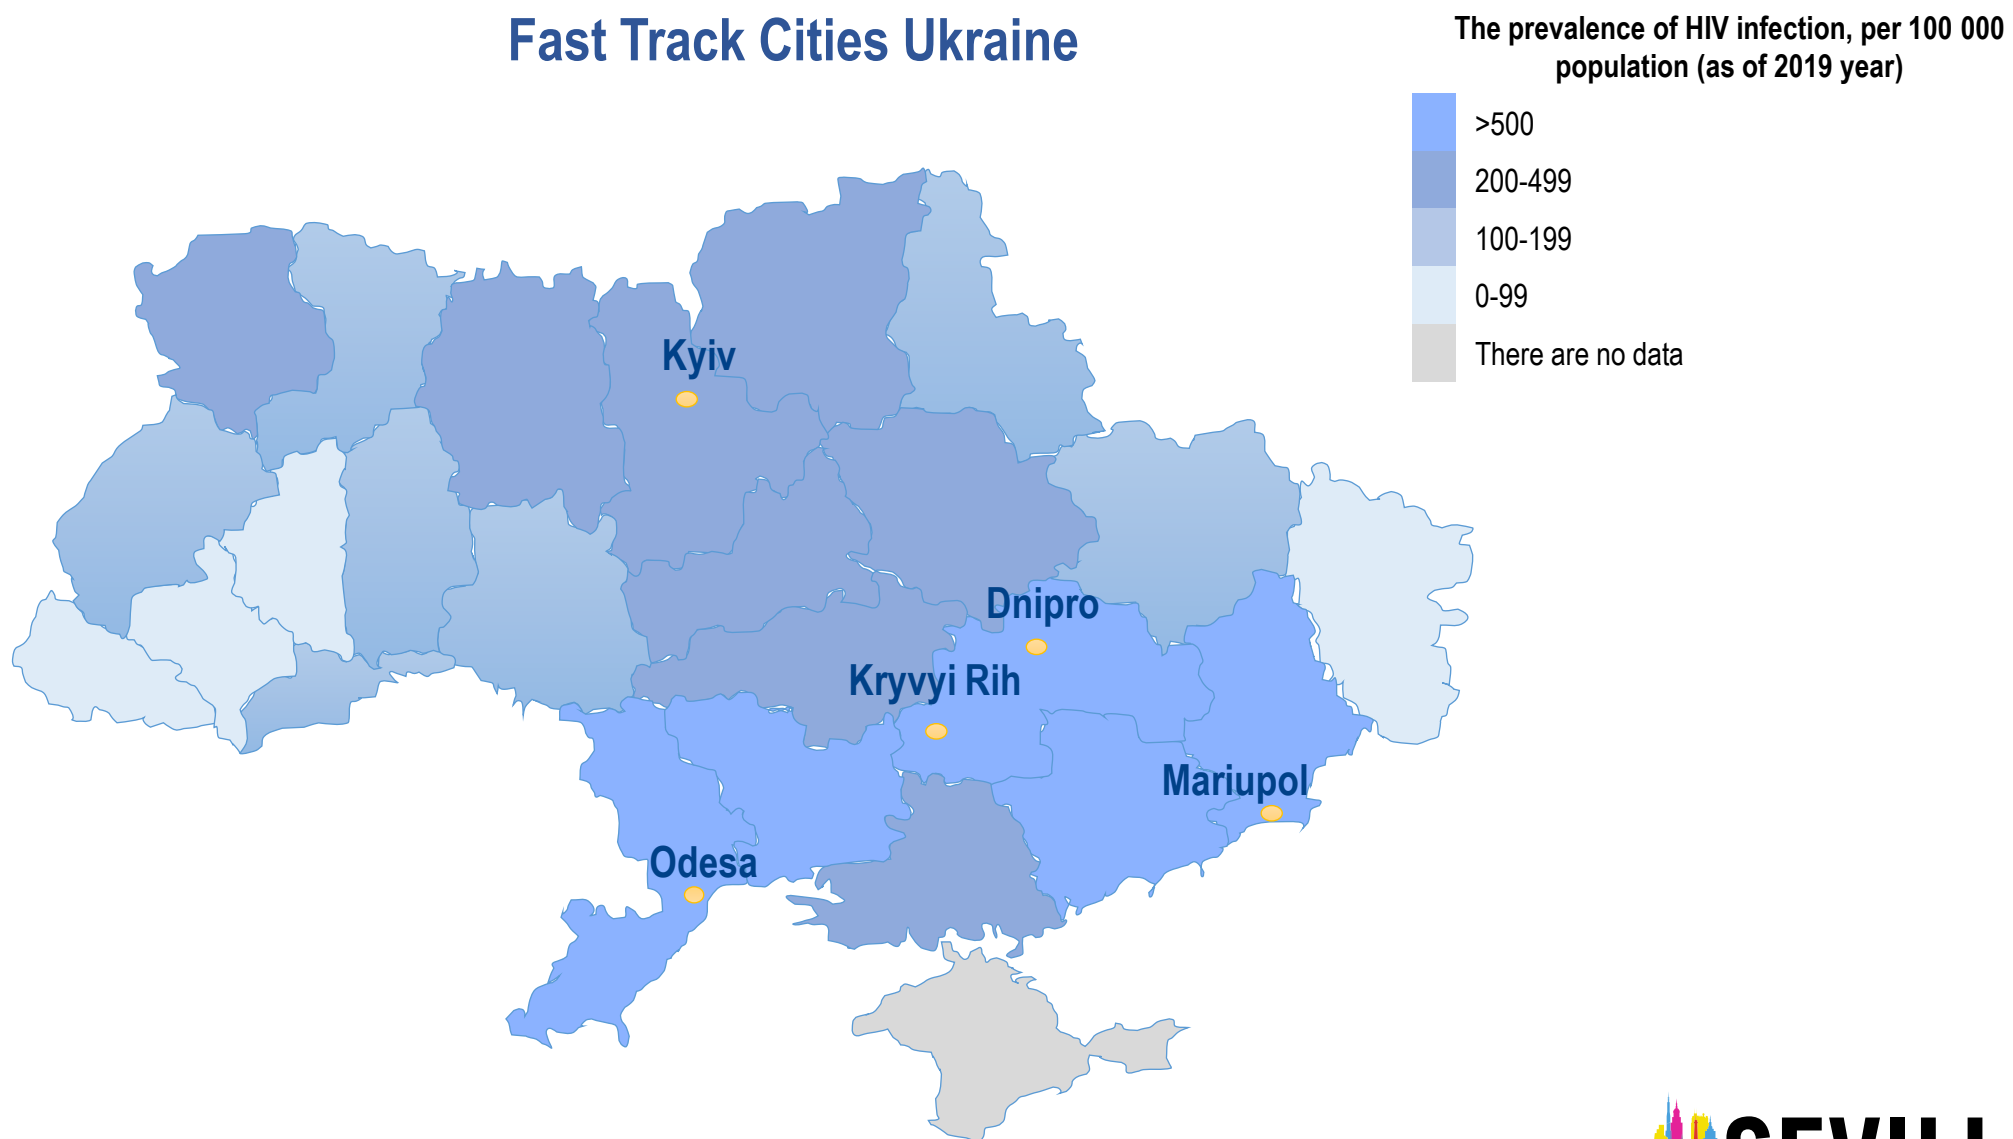 Fast Track Cities Ukraine
The prevalence of HIV infection, per 100 000
population (as of 2019 year)
>500
200-499
100-199
0-99
There are no data
Kyiv
Dnipro
Kryvyi Rih
Mariupol
Odesa